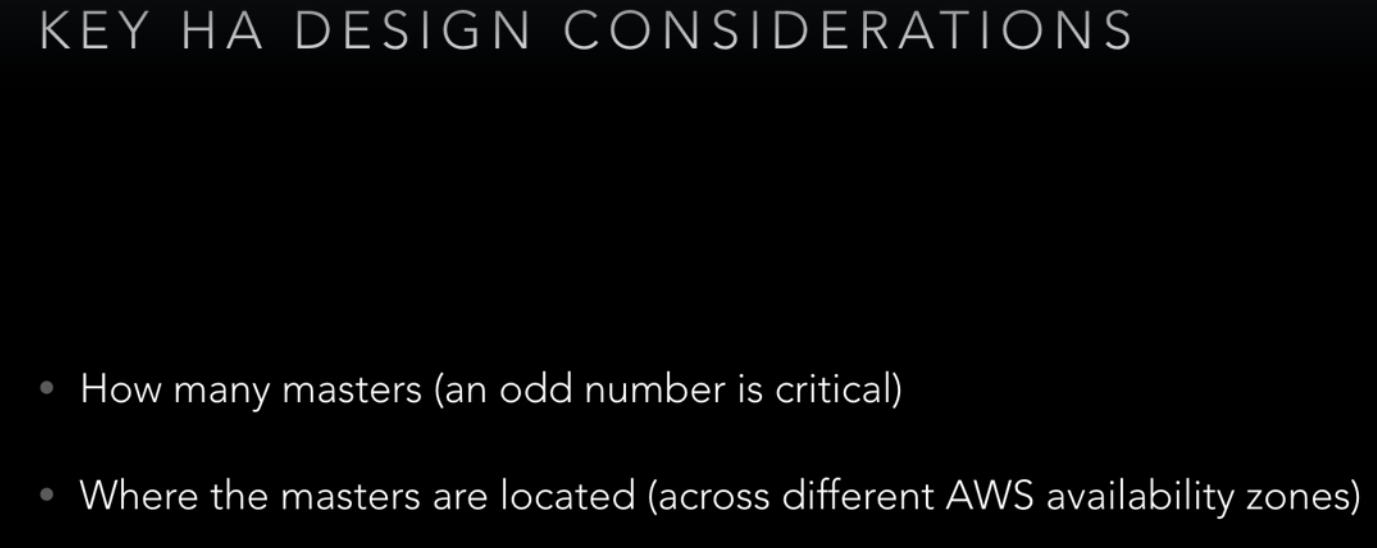 KEY HA DESIGN CONSIDERATIONS
• How many masters (an odd number is critical)
• Where the masters are located (across different AWS availability zones)